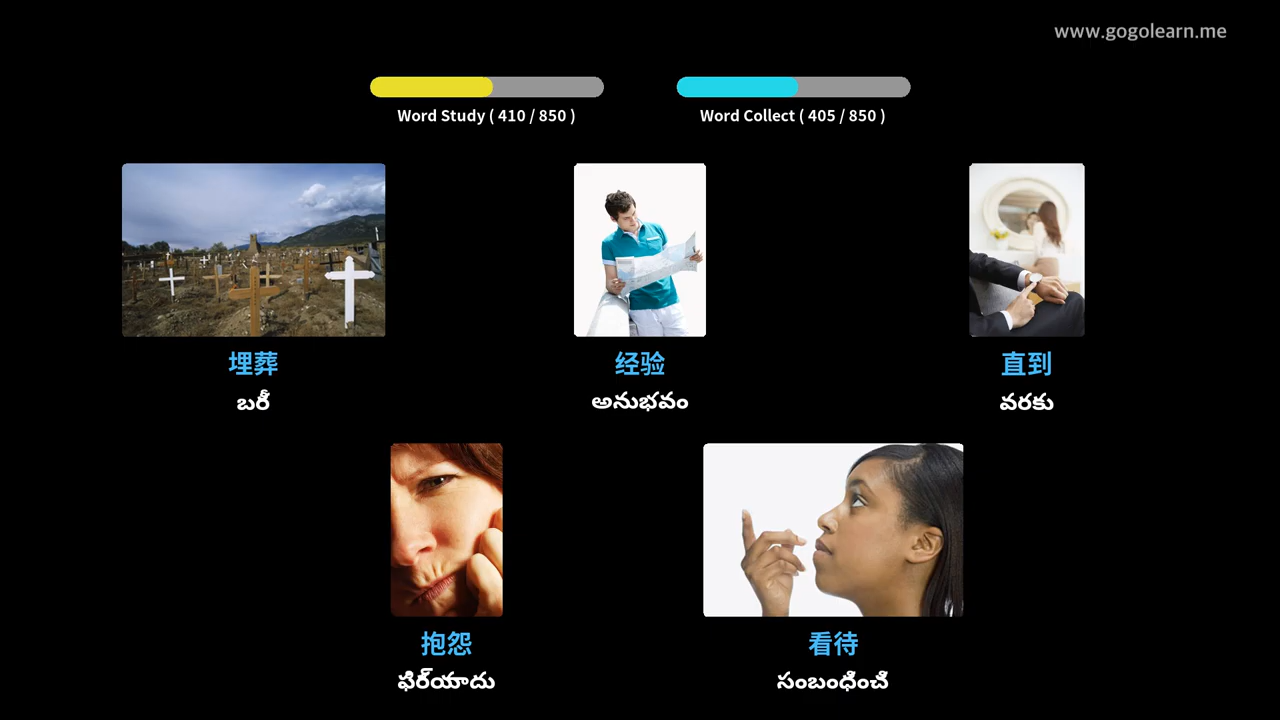 www.gogolearn.me
Word Study ( 410 / 850 )
Word Collect ( 405 / 850 )
埋葬
బరీ
经验
అనుభవం
直到
వరకు
抱怨
ఫిర్యాదు
看待
సంబంధించి